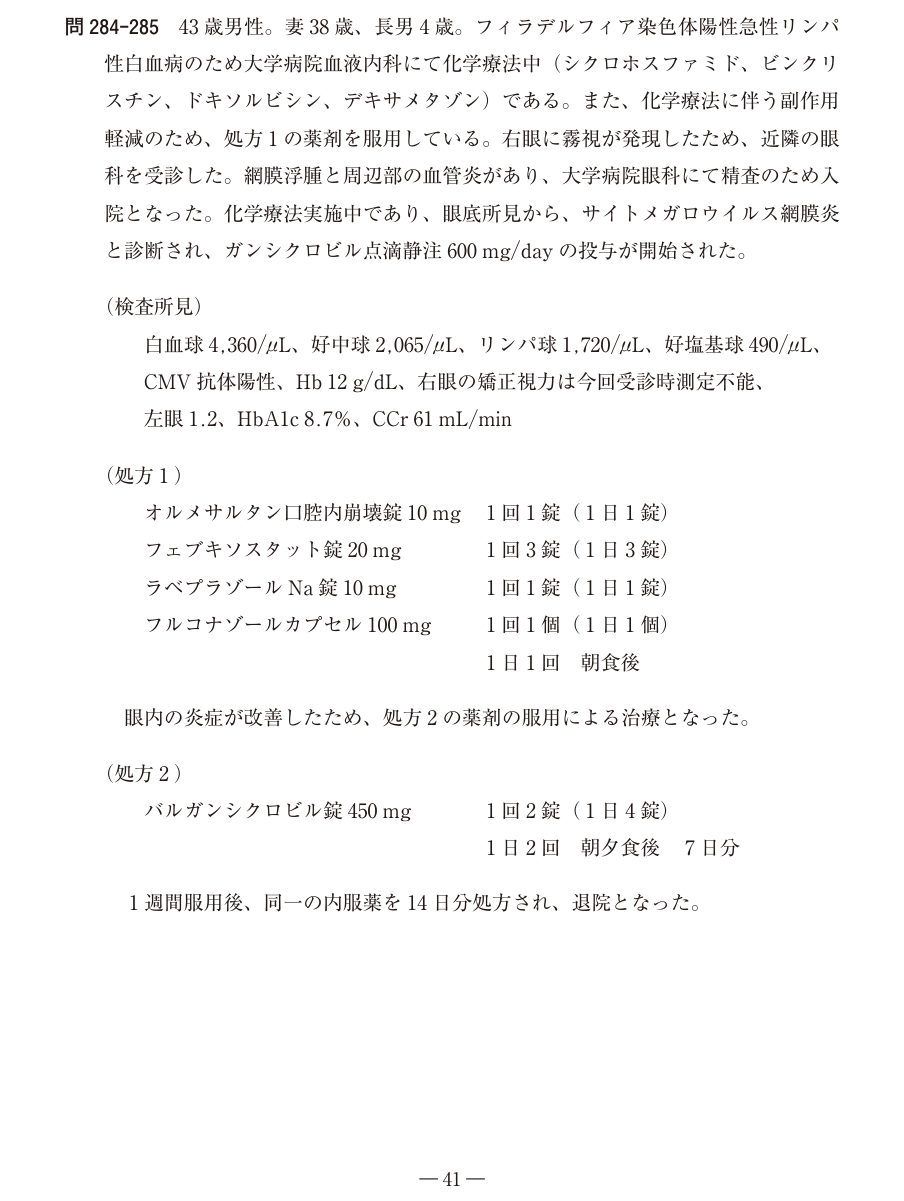 問 284-285　43 歳男性。妻 38 歳、長男 4 歳。フィラデルフィア染色体陽性急性リンパ
性白血病のため大学病院血液内科にて化学療法中（シクロホスファミド、ビンクリ
スチン、ドキソルビシン、デキサメタゾン）である。また、化学療法に伴う副作用
軽減のため、処方 1 の薬剤を服用している。右眼に霧視が発現したため、近隣の眼
科を受診した。網膜浮腫と周辺部の血管炎があり、大学病院眼科にて精査のため入
院となった。化学療法実施中であり、眼底所見から、サイトメガロウイルス網膜炎
と診断され、ガンシクロビル点滴静注 600 mg/day の投与が開始された。
（検査所見）
白血球 4,360/μL、好中球 2,065/μL、リンパ球 1,720/μL、好塩基球 490/μL、
CMV 抗体陽性、Hb 12 g/dL、右眼の矯正視力は今回受診時測定不能、
左眼 1.2、HbA1c 8.7%、CCr 61 mL/min
（処方 1 ）
オルメサルタン口腔内崩壊錠 10 mg　1 回 1 錠（ 1 日 1 錠）
フェブキソスタット錠 20 mg　1 回 3 錠（ 1 日 3 錠）
ラベプラゾール Na 錠 10 mg　1 回 1 錠（ 1 日 1 錠）
フルコナゾールカプセル 100 mg　1 回 1 個（ 1 日 1 個）
1 日 1 回　朝食後
眼内の炎症が改善したため、処方 2 の薬剤の服用による治療となった。
（処方 2 ）
バルガンシクロビル錠 450 mg　1 回 2 錠（ 1 日 4 錠）
1 日 2 回　朝夕食後　7 日分
1 週間服用後、同一の内服薬を 14 日分処方され、退院となった。
― 41 ―